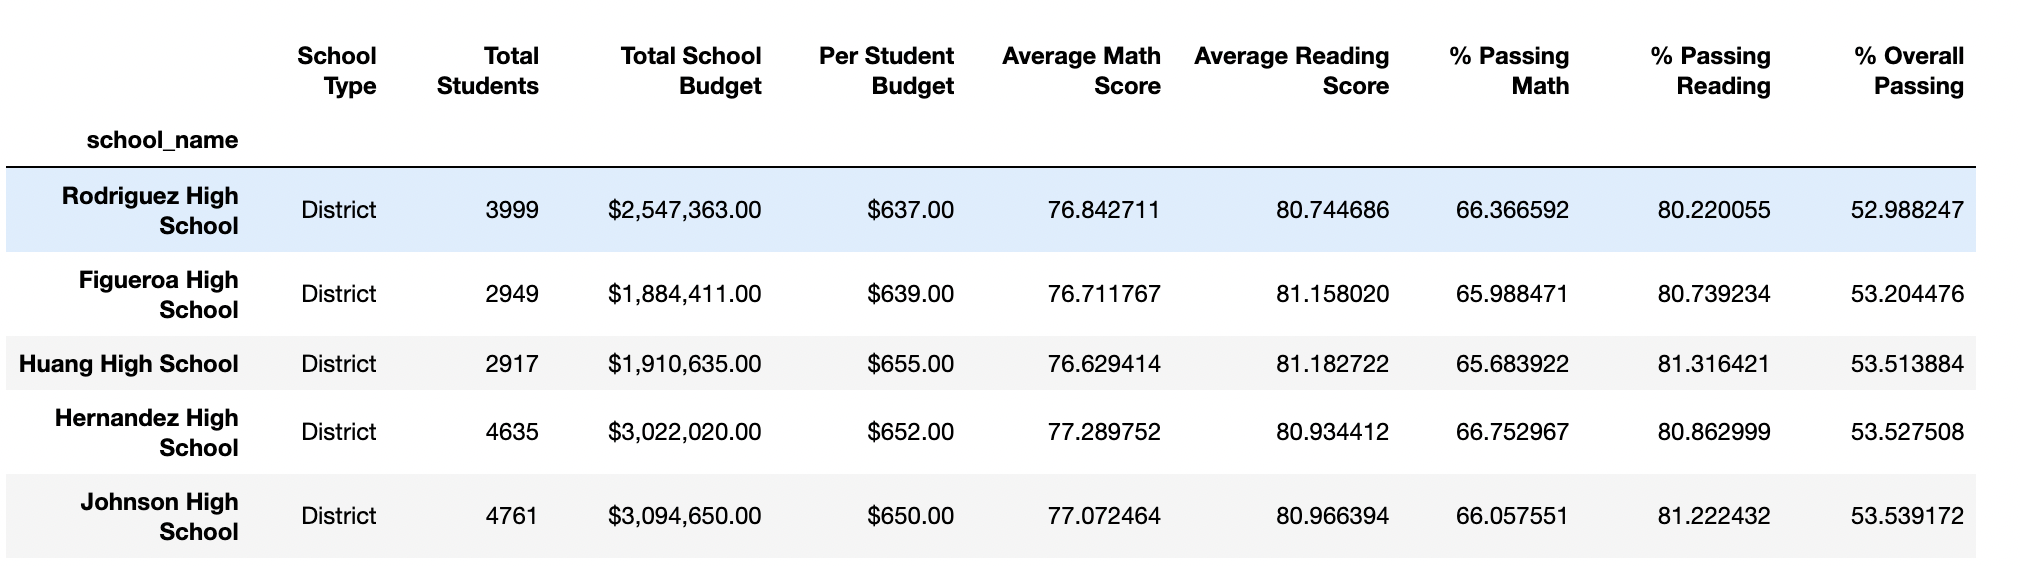 School Total Total School Per Student Average Math Average Reading % Passing % Passing % Overall
Type Students Budget Budget Score Score Math Reading Passing
school_name
Rodriguez High School District 3999 $2,547,363.00 $637.00 76.842711 80.744686 66.366592 80.220055 52.988247
Figueroa High School District 2949 $1,884,411.00 $639.00 76.711767 81.158020 65.988471 80.739234 53.204476
Huang High School District 2917 $1,910,635.00 $655.00 76.629414 81.182722 65.683922 81.316421 53.513884
Hernandez High School District 4635 $3,022,020.00 $652.00 77.289752 80.934412 66.752967 80.862999 53.527508
Johnson High School District 4761 $3,094,650.00 $650.00 77.072464 80.966394 66.057551 81.222432 53.539172